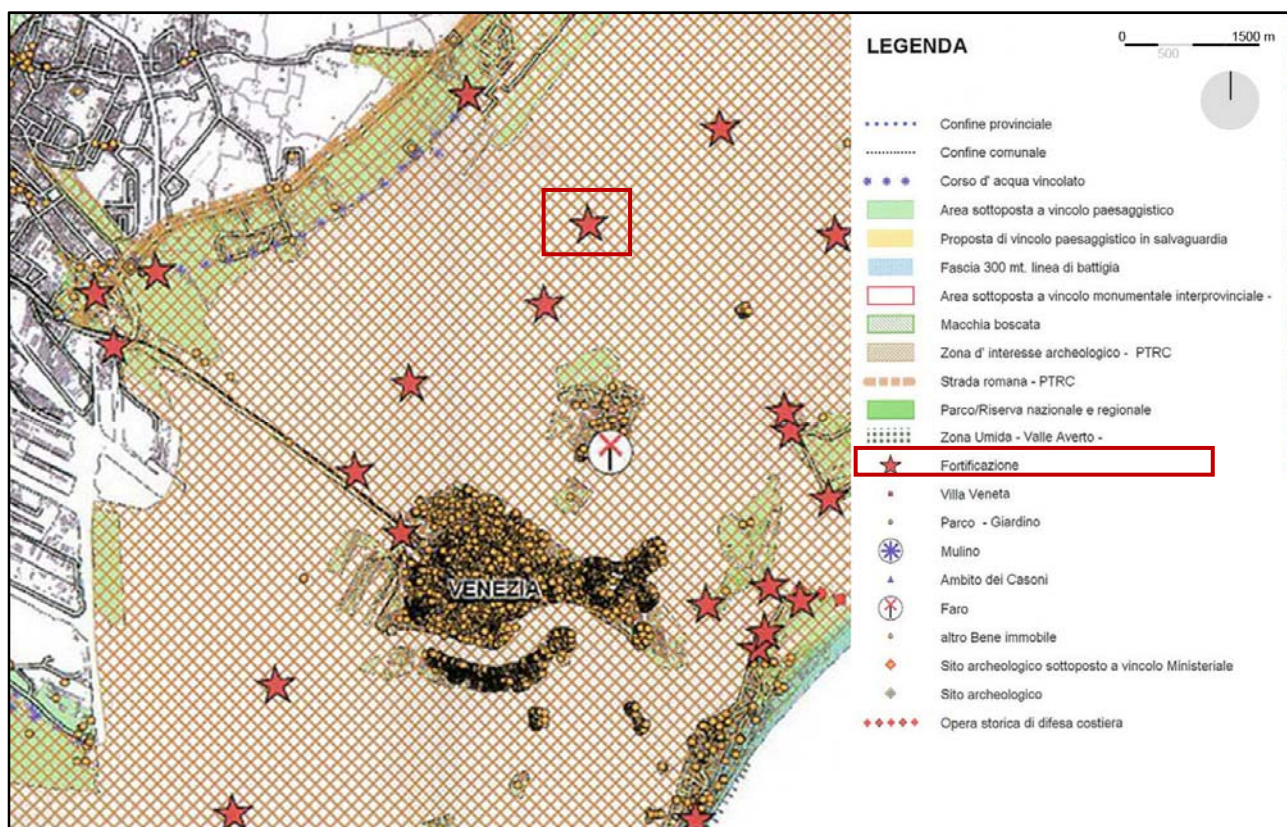 LEGENDA
0 1500 m
500
Confine provinciale
Confine comunale
Corso d' acqua vincolato
Area sottoposta a vincolo paesaggistico
Proposta di vincolo paesaggistico in salvaguardia
Fascia 300 mt. linea di battigia
Area sottoposta a vincolo monumentale interprovinciale -
Macchia boscata
Zona d' interesse archeologico - PTRC
Strada romana - PTRC
Parco/Riserva nazionale e regionale
Zona Umida - Valle Averto -
Fortificazione
Villa Veneta
Parco - Giardino
Mulino
Ambito dei Casoni
Faro
altro Bene immobile
Sito archeologico sottoposto a vincolo Ministeriale
Sito archeologico
Opera storica di difesa costiera
VENEZIA